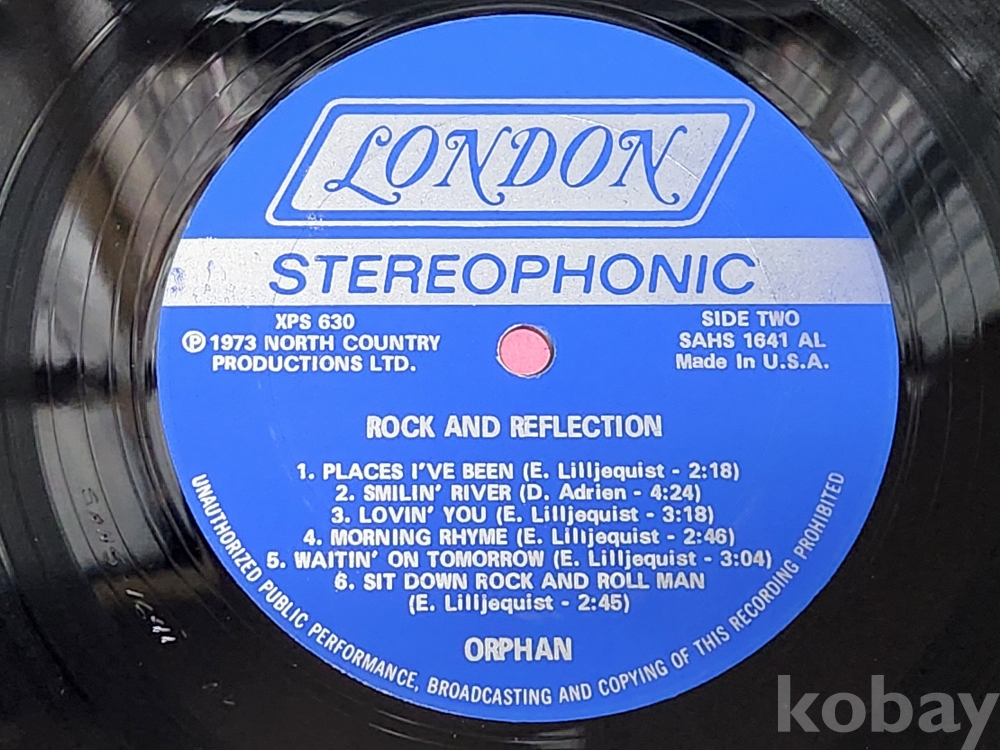 LONDON
STEREOPHONIC
XPS 630
Ⓟ 1973 NORTH COUNTRY
PRODUCTIONS LTD.
SIDE TWO
SAHS 1641 AL
Made In U.S.A.
ROCK AND REFLECTION
1. PLACES I'VE BEEN (E. Lilljequist - 2:18)
2. SMILIN' RIVER (D. Adrien - 4:24)
3. LOVIN' YOU (E. Lilljequist - 3:18)
4. MORNING RHYME (E. Lilljequist - 2:46)
5. WAITIN' ON TOMORROW (E. Lilljequist - 3:04)
6. SIT DOWN ROCK AND ROLL MAN
(E. Lilljequist - 2:45)
ORPHAN
UNAUTHORIZED PUBLIC PERFORMANCE, BROADCASTING AND COPYING OF THIS RECORDING PROHIBITED
kobay